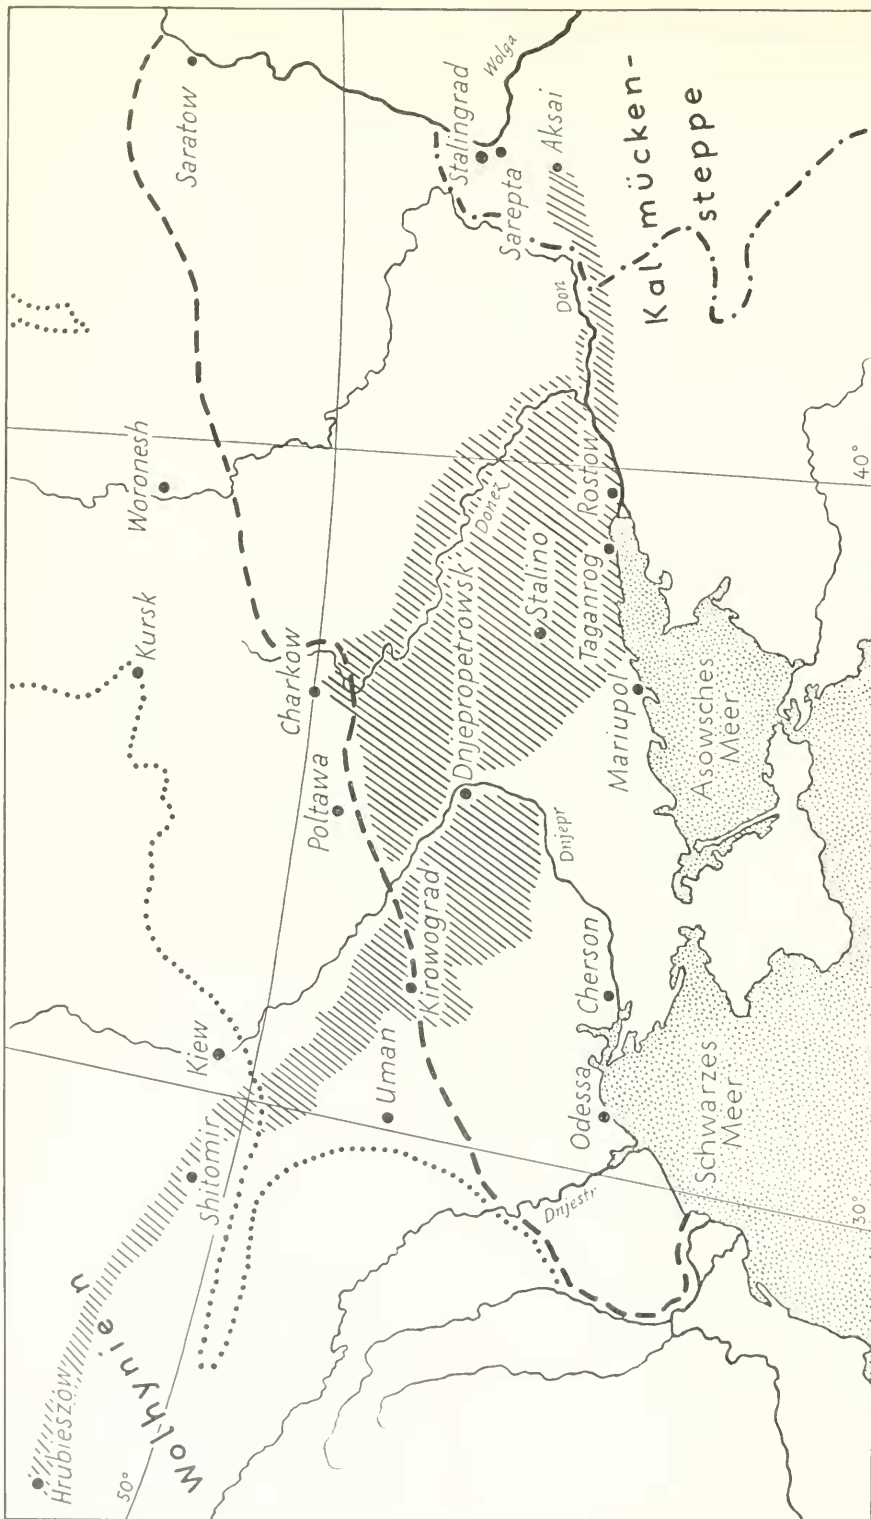 Saratow
Stalingrad
Wolga
Sarepta
Aksai
Kalmücken-
steppe
Don
Woronesh
Kursk
Charkow
Donez
Poltawa
Dnjepropetrowsk
Stalino
Rostow
Taganrog
Mariupol
40°
Asowsches
Meer
Kiew
Kirowograd
Dnjepr
Uman
Cherson
Odessa
Schwarzes
Meer
Shitomir
Dnjestr
30°
Hrubieszów
Wolhynien
50°